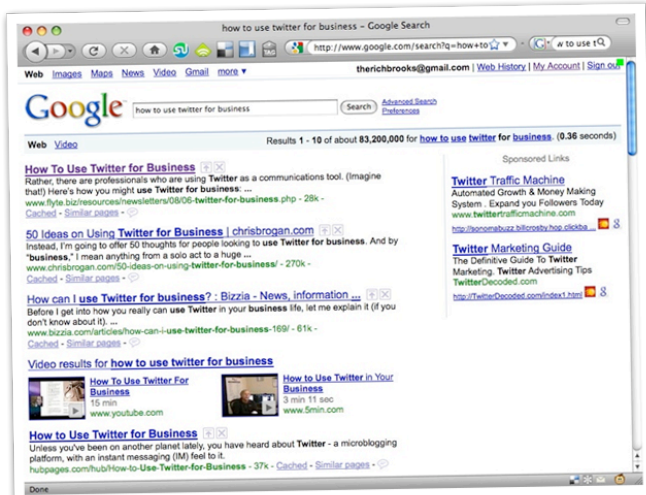 how to use twitter for business - Google Search
http://www.google.com/search?q=how+to
w to use t
Web Images Maps News Video Gmail more ▼
therichbrooks@gmail.com | Web History | My Account | Sign out
Google
how to use twitter for business
Search
Advanced Search
Preferences
Web Video
Results 1 - 10 of about 83,200,000 for how to use twitter for business. (0.36 seconds)
How To Use Twitter for Business
Rather, there are professionals who are using Twitter as a communications tool. (Imagine
that!) Here's how you might use Twitter for business: ...
www.flyte.biz/resources/newsletters/08/06-twitter-for-business.php - 28k -
Cached - Similar pages -
50 Ideas on Using Twitter for Business | chrisbrogan.com
Instead, I'm going to offer 50 thoughts for people looking to use Twitter for business. And by
"business," I mean anything from a solo act to a huge ...
www.chrisbrogan.com/50-ideas-on-using-twitter-for-business/ - 270k -
Cached - Similar pages -
How can I use Twitter for business? : Bizzia - News, information ...
Before I get into how you really can use Twitter in your business life, let me explain it (if you
don't know about it). ...
www.bizzia.com/articles/how-can-i-use-twitter-for-business-169/ - 61k -
Cached - Similar pages -
Video results for how to use twitter for business
How To Use Twitter For
Business
15 min
www.youtube.com
How to Use Twitter in Your
Business
3 min 11 sec
www.5min.com
How to Use Twitter for Business
Unless you've been on another planet lately, you have heard about Twitter - a microblogging
platform, with an instant messaging (IM) feel to it.
hubpages.com/hub/How-to-Use-Twitter-for-Business - 37k - Cached - Similar pages -
Sponsored Links
Twitter Traffic Machine
Automated Growth & Money Making
System . Expand you Followers Today
www.twittertrafficmachine.com
http://sonomabuzz.billcrosby.hop.clickba ...
Twitter Marketing Guide
The Definitive Guide To Twitter
Marketing. Twitter Advertising Tips
TwitterDecoded.com
http://TwitterDecoded.com/index1.html
Done